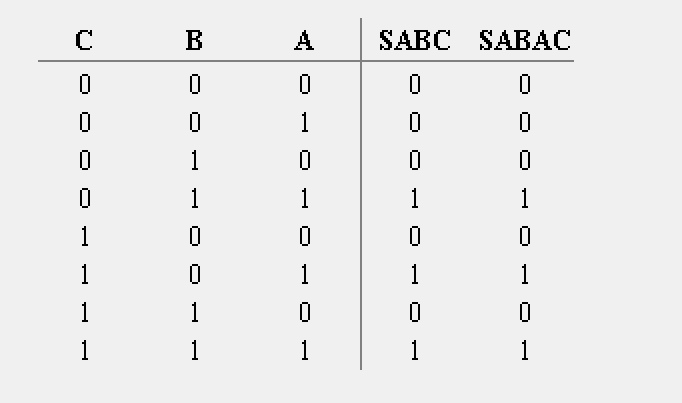 C B A SABC SABAC
0 0 0 0 0
0 0 1 0 0
0 1 0 0 0
0 1 1 1 1
1 0 0 0 0
1 0 1 1 1
1 1 0 0 0
1 1 1 1 1